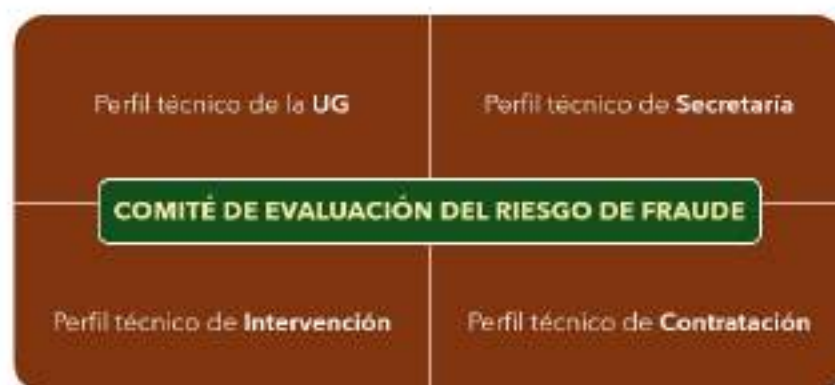 Perfil técnico de la UG
Perfil técnico de Secretaría
COMITÉ DE EVALUACIÓN DEL RIESGO DE FRAUDE
Perfil técnico de Intervención
Perfil técnico de Contratación